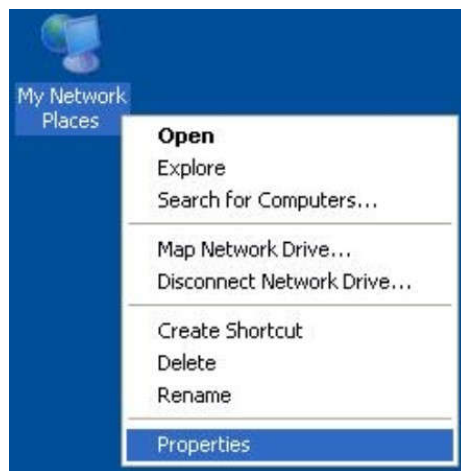 My Network
Places
Open
Explore
Search for Computers...
Map Network Drive...
Disconnect Network Drive...
Create Shortcut
Delete
Rename
Properties